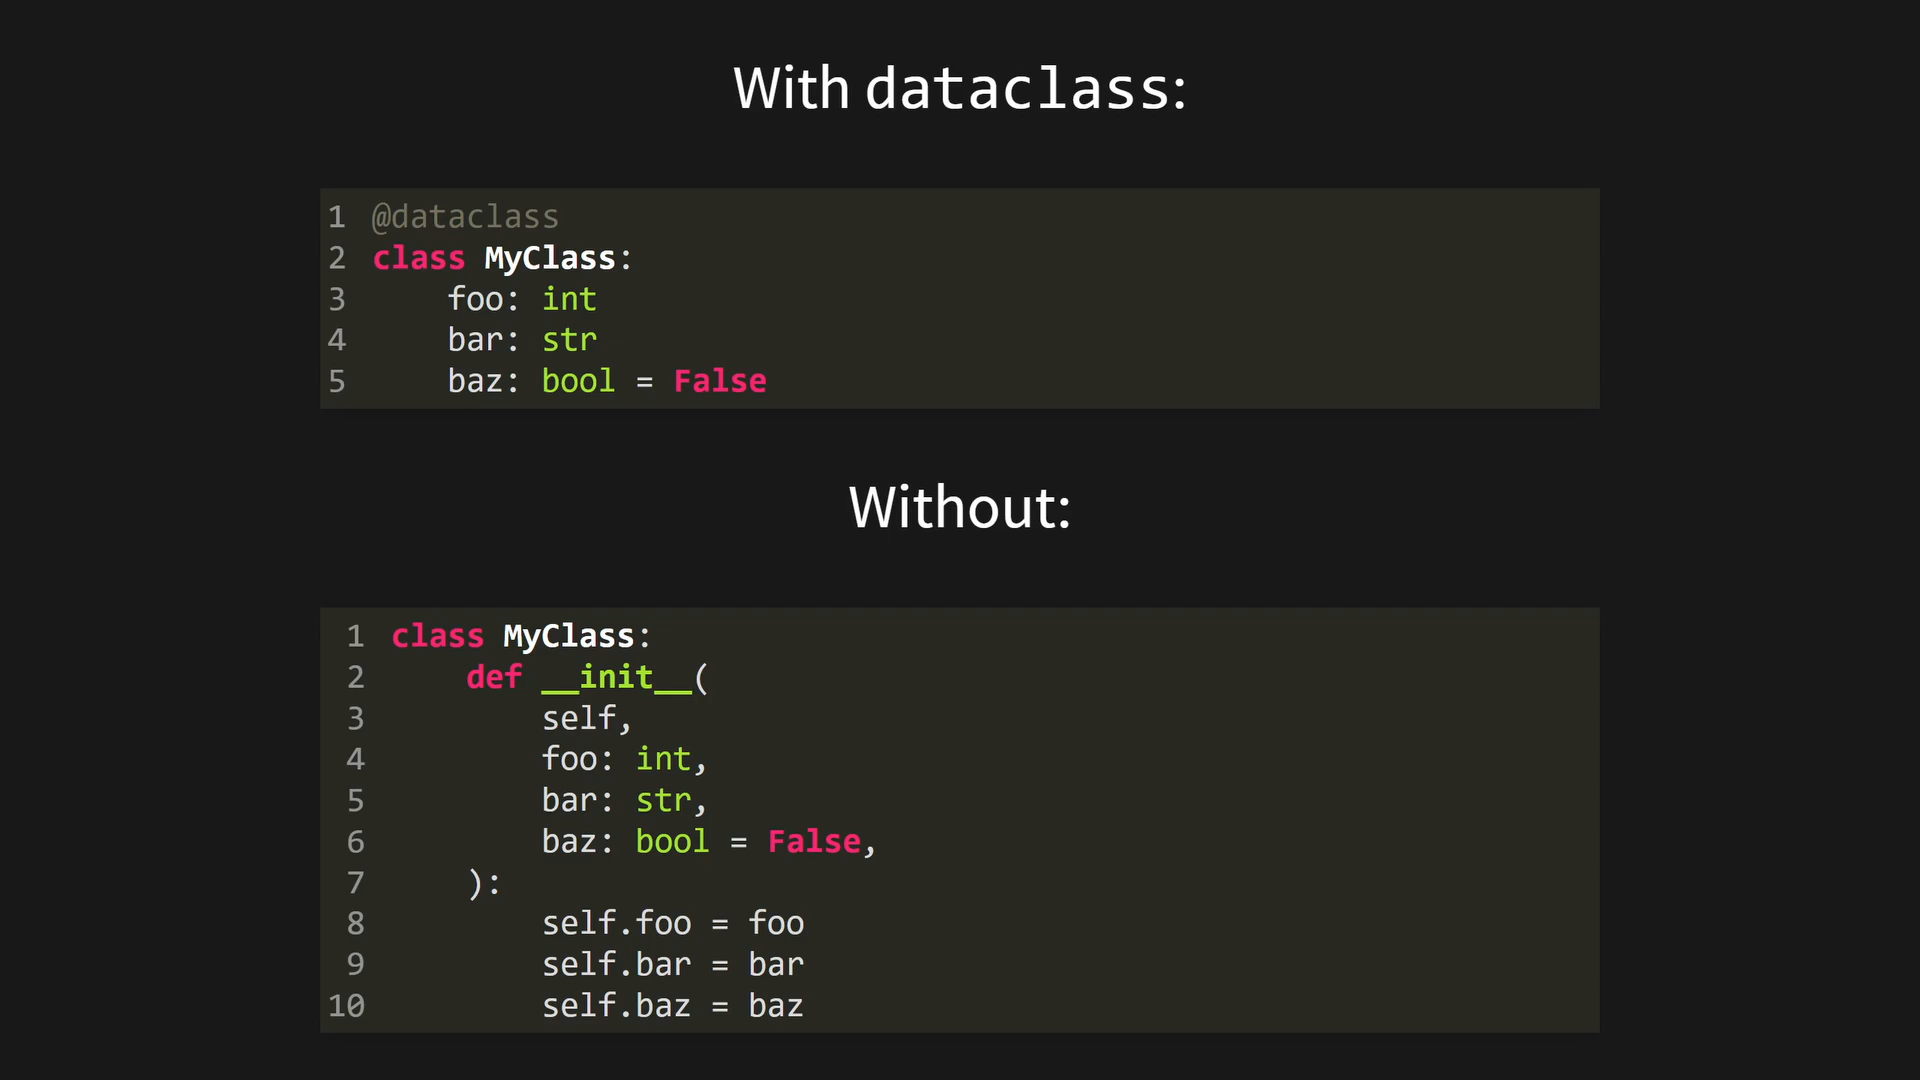 With dataclass:
1 @dataclass
2 class MyClass:
3     foo: int
4     bar: str
5     baz: bool = False
Without:
1 class MyClass:
2     def __init__(
3         self,
4         foo: int,
5         bar: str,
6         baz: bool = False,
7     ):
8         self.foo = foo
9         self.bar = bar
10         self.baz = baz